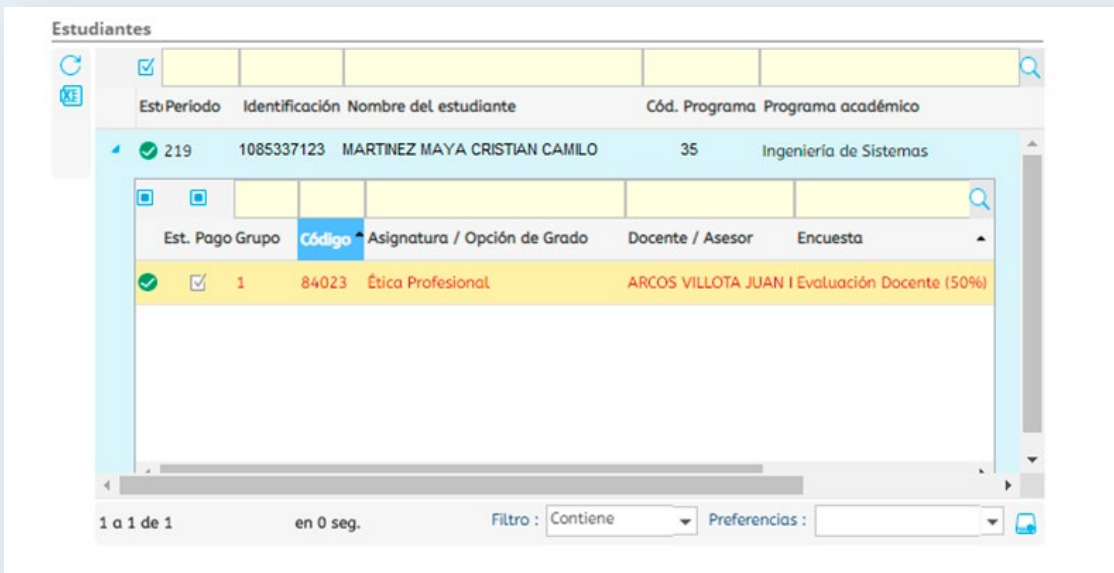 Estudiantes
Est Periodo Identificación Nombre del estudiante Cód. Programa Programa académico
219 1085337123 MARTINEZ MAYA CRISTIAN CAMILO 35 Ingeniería de Sistemas
Est. Pago Grupo Código Asignatura / Opción de Grado Docente / Asesor Encuesta
1 84023 Ética Profesional ARCOS VILLOTA JUAN Evaluación Docente (50%)
1 a 1 de 1 en 0 seg. Filtro : Contiene Preferencias :